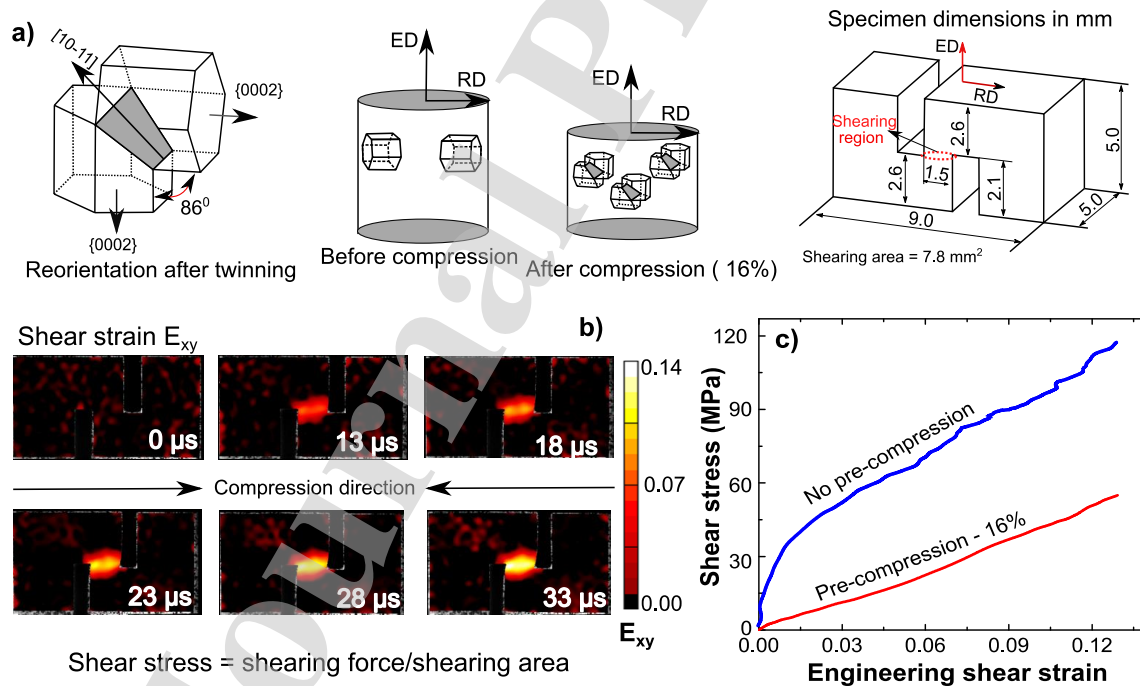 a)
[10-11]
{0002}
86⁰
{0002}
Reorientation after twinning
ED
RD
Before compression
ED
RD
After compression ( 16%)
Specimen dimensions in mm
ED
RD
Shearing
region
2.6
5.0
2.6
1.5
2.1
5.0
9.0
Shearing area = 7.8 mm²
Shear strain E_xy
b)
0 µs
13 µs
18 µs
Compression direction
23 µs
28 µs
33 µs
0.14
0.07
0.00
E_xy
Shear stress = shearing force/shearing area
c)
Shear stress (MPa)
120
90
60
30
0
No pre-compression
Pre-compression - 16%
0.00
0.03
0.06
0.09
0.12
Engineering shear strain
Journal P